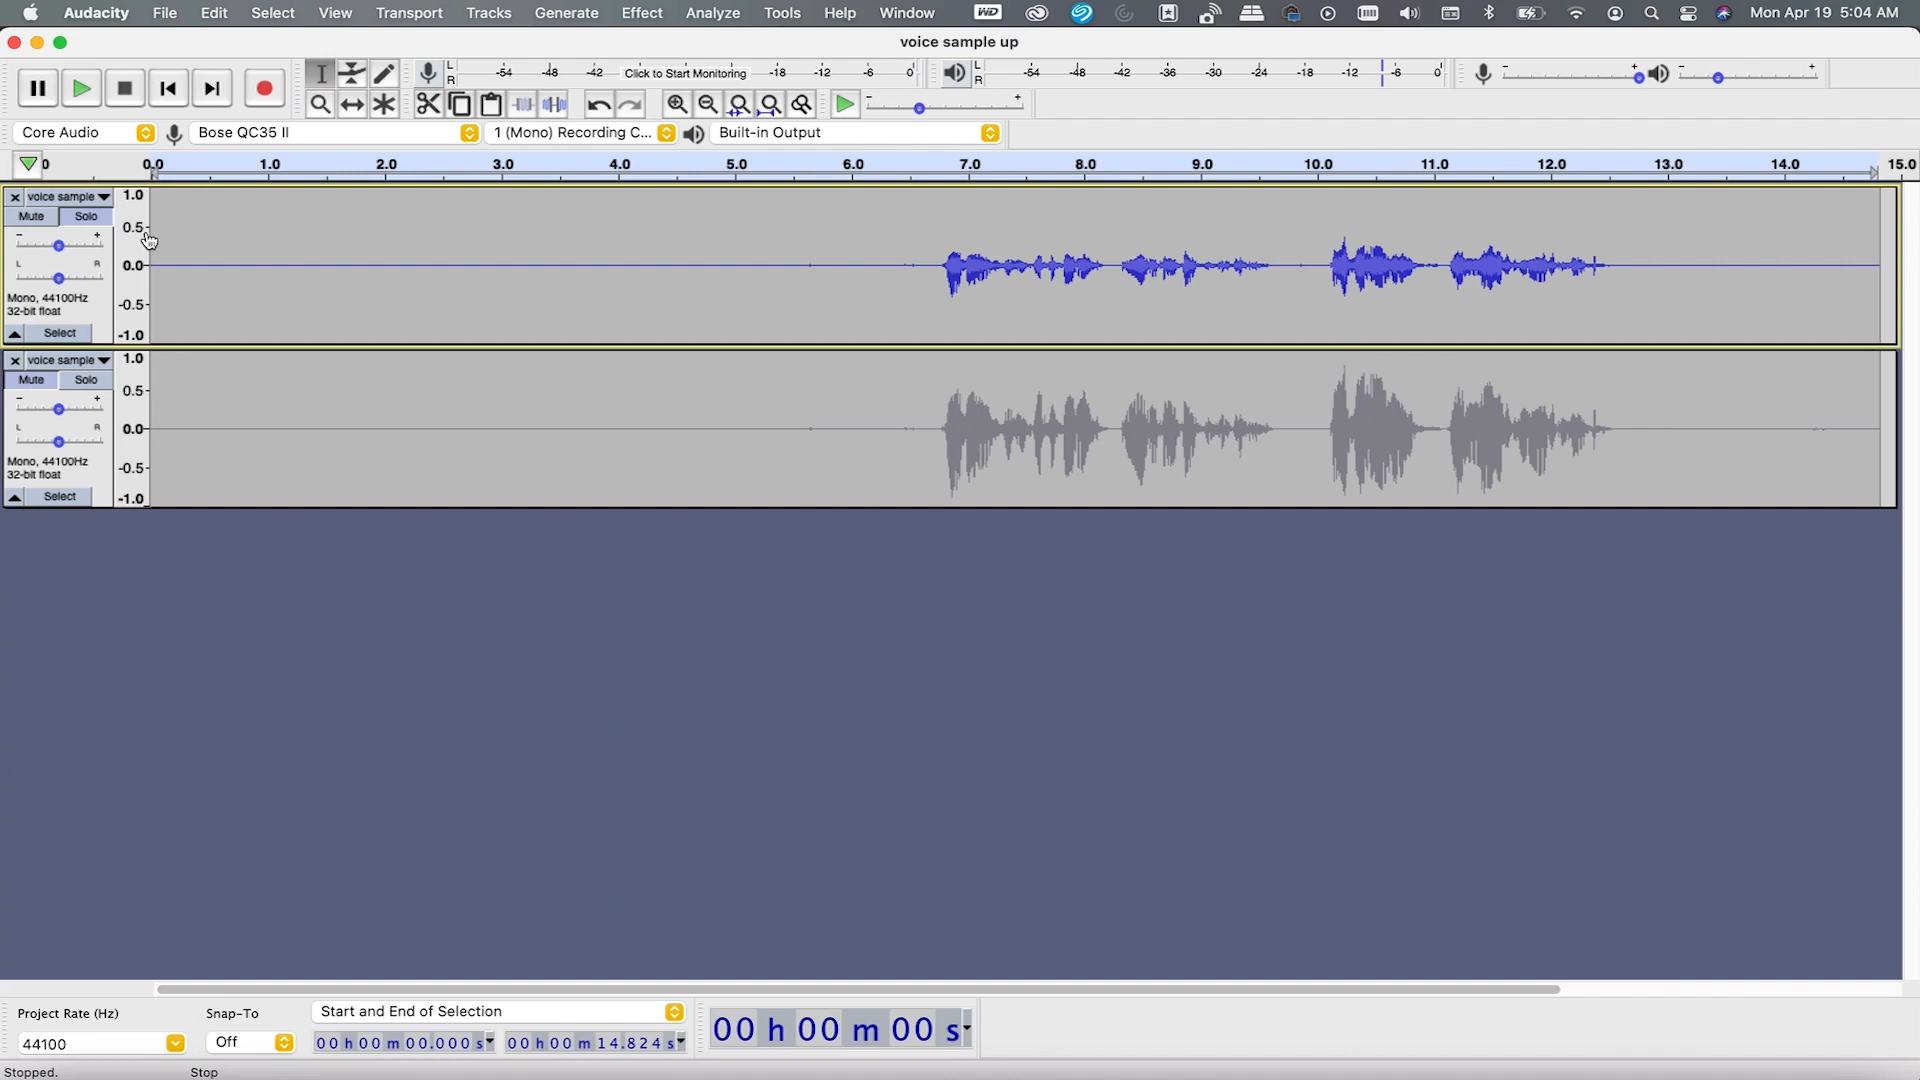 Audacity File Edit Select View Transport Tracks Generate Effect Analyze Tools Help Window WD Mon Apr 19 5:04 AM
voice sample up
L R -54 -48 -42 Click to Start Monitoring -18 -12 -6 0 L R -54 -48 -42 -36 -30 -24 -18 -12 -6 0
Core Audio Bose QC35 II 1 (Mono) Recording C... Built-in Output
0 0.0 1.0 2.0 3.0 4.0 5.0 6.0 7.0 8.0 9.0 10.0 11.0 12.0 13.0 14.0 15.0
voice sample 1.0
Mute Solo
- + 0.5
L R 0.0
Mono, 44100Hz -0.5
32-bit float
Select -1.0
voice sample 1.0
Mute Solo
- + 0.5
L R 0.0
Mono, 44100Hz -0.5
32-bit float
Select -1.0
Project Rate (Hz) Snap-To Start and End of Selection
44100 Off 00 h 00 m 00.000 s 00 h 00 m 14.824 s 00 h 00 m 00 s
Stopped. Stop